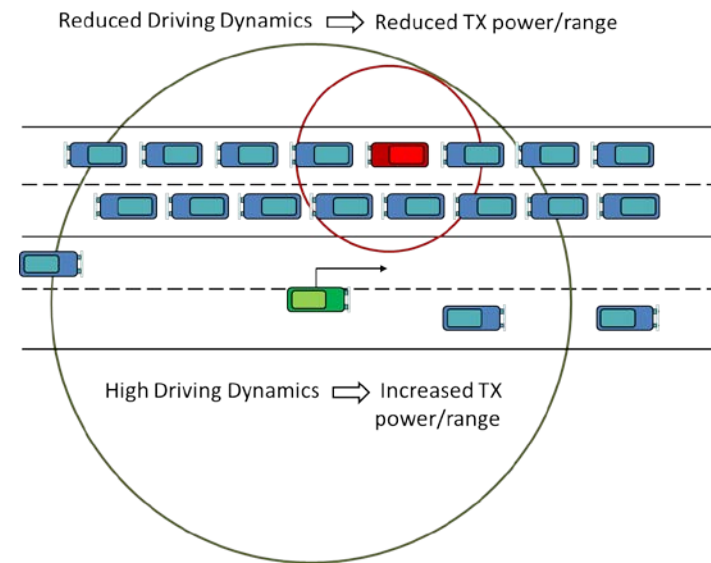 Reduced Driving Dynamics ⇨ Reduced TX power/range
High Driving Dynamics ⇨ Increased TX
power/range